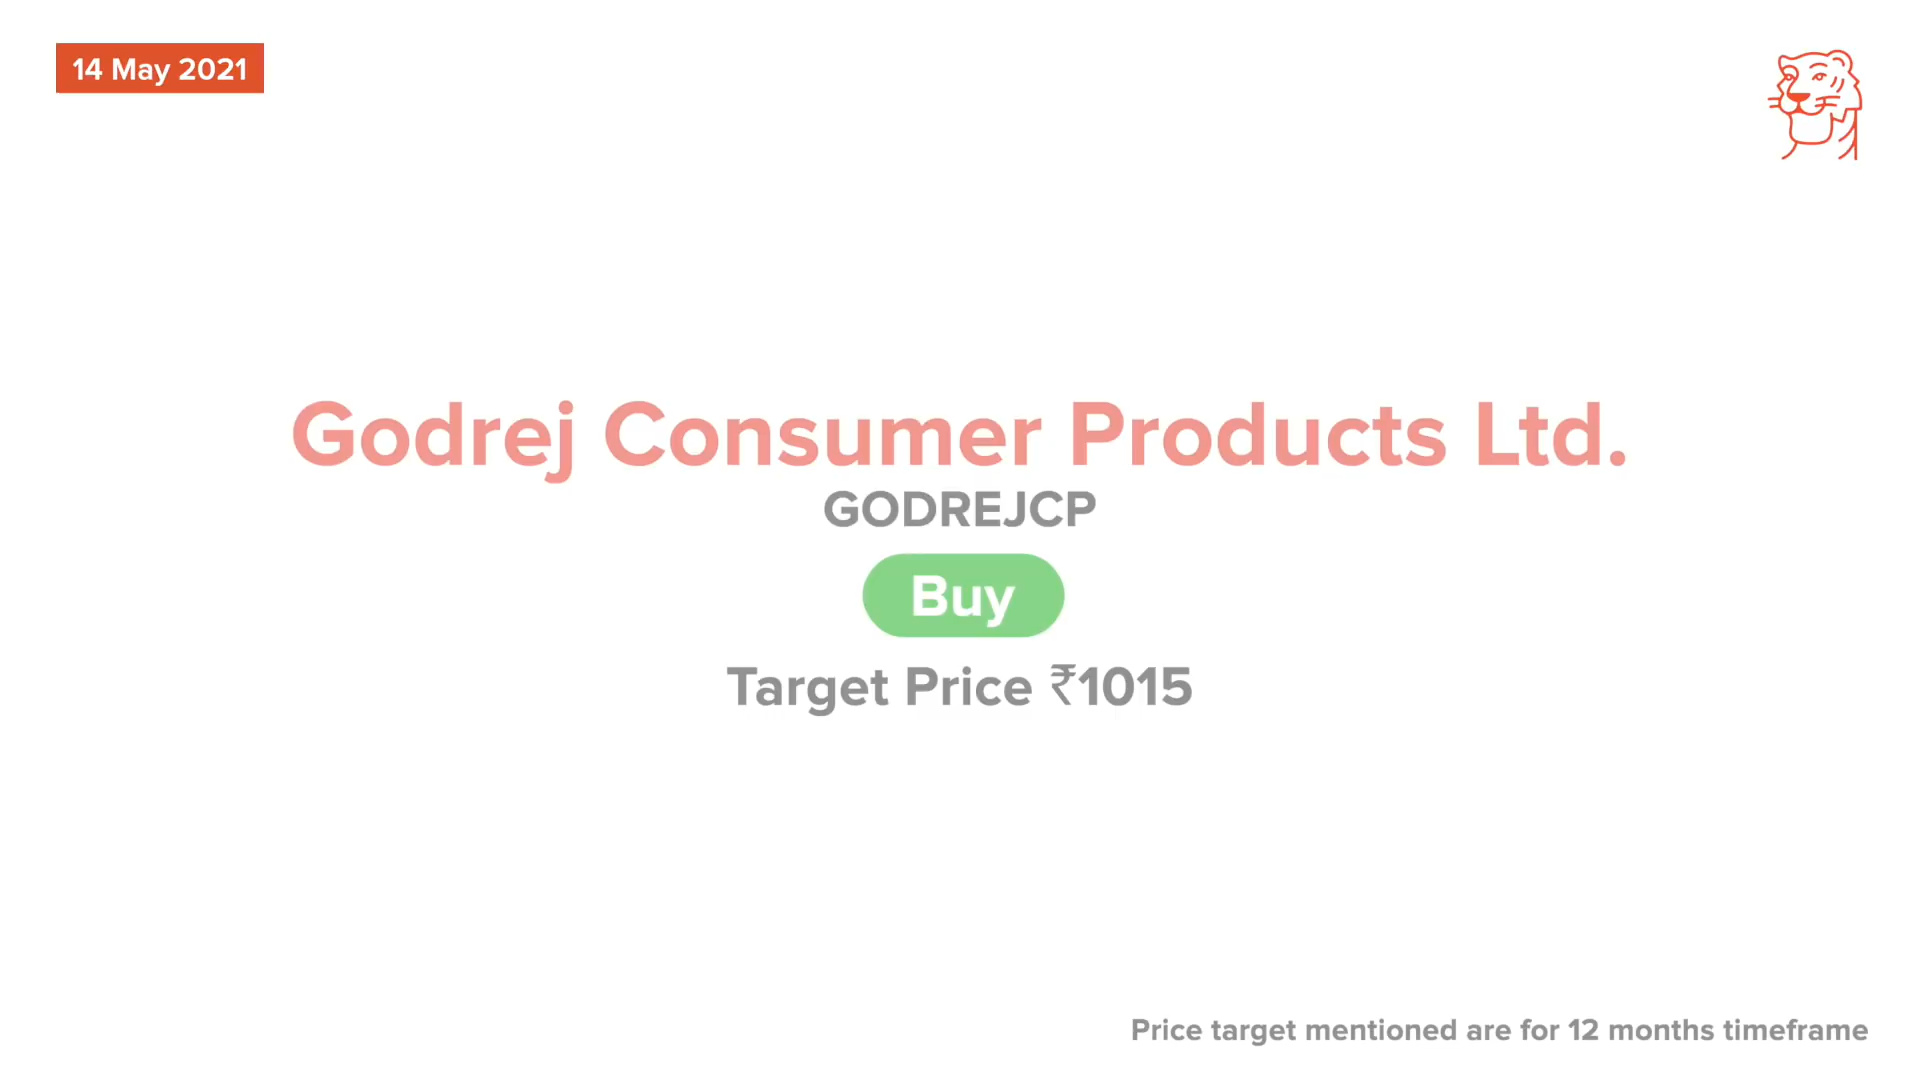 14 May 2021
Godrej Consumer Products Ltd.
GODREJCP
Buy
Target Price ₹1015
Price target mentioned are for 12 months timeframe